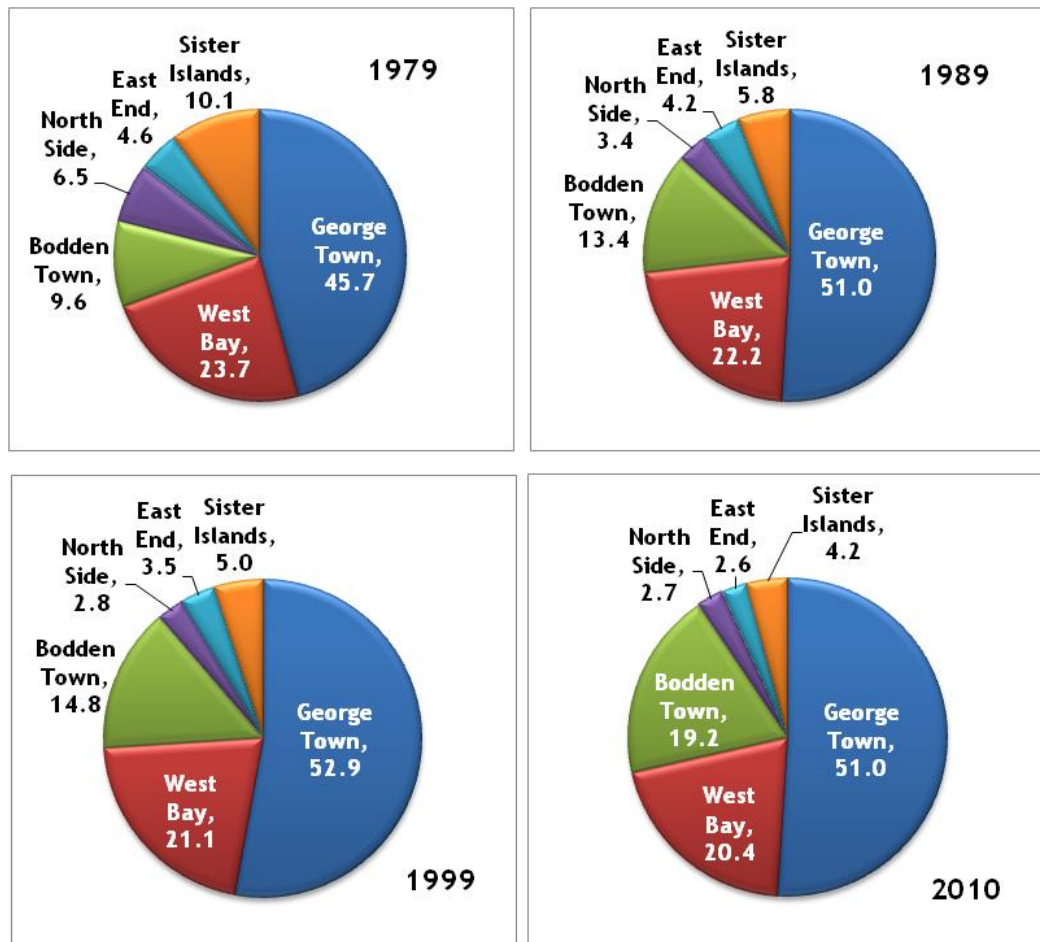 1979
Sister
Islands,
10.1
East
End,
4.6
North
Side,
6.5
Bodden
Town,
9.6
George
Town,
45.7
West
Bay,
23.7
1989
Sister
Islands,
5.8
East
End,
4.2
North
Side,
3.4
Bodden
Town,
13.4
George
Town,
51.0
West
Bay,
22.2
Sister
Islands,
5.0
East
End,
3.5
North
Side,
2.8
Bodden
Town,
14.8
George
Town,
52.9
West
Bay,
21.1
1999
Sister
Islands,
4.2
East
End,
2.6
North
Side,
2.7
Bodden
Town,
19.2
George
Town,
51.0
West
Bay,
20.4
2010